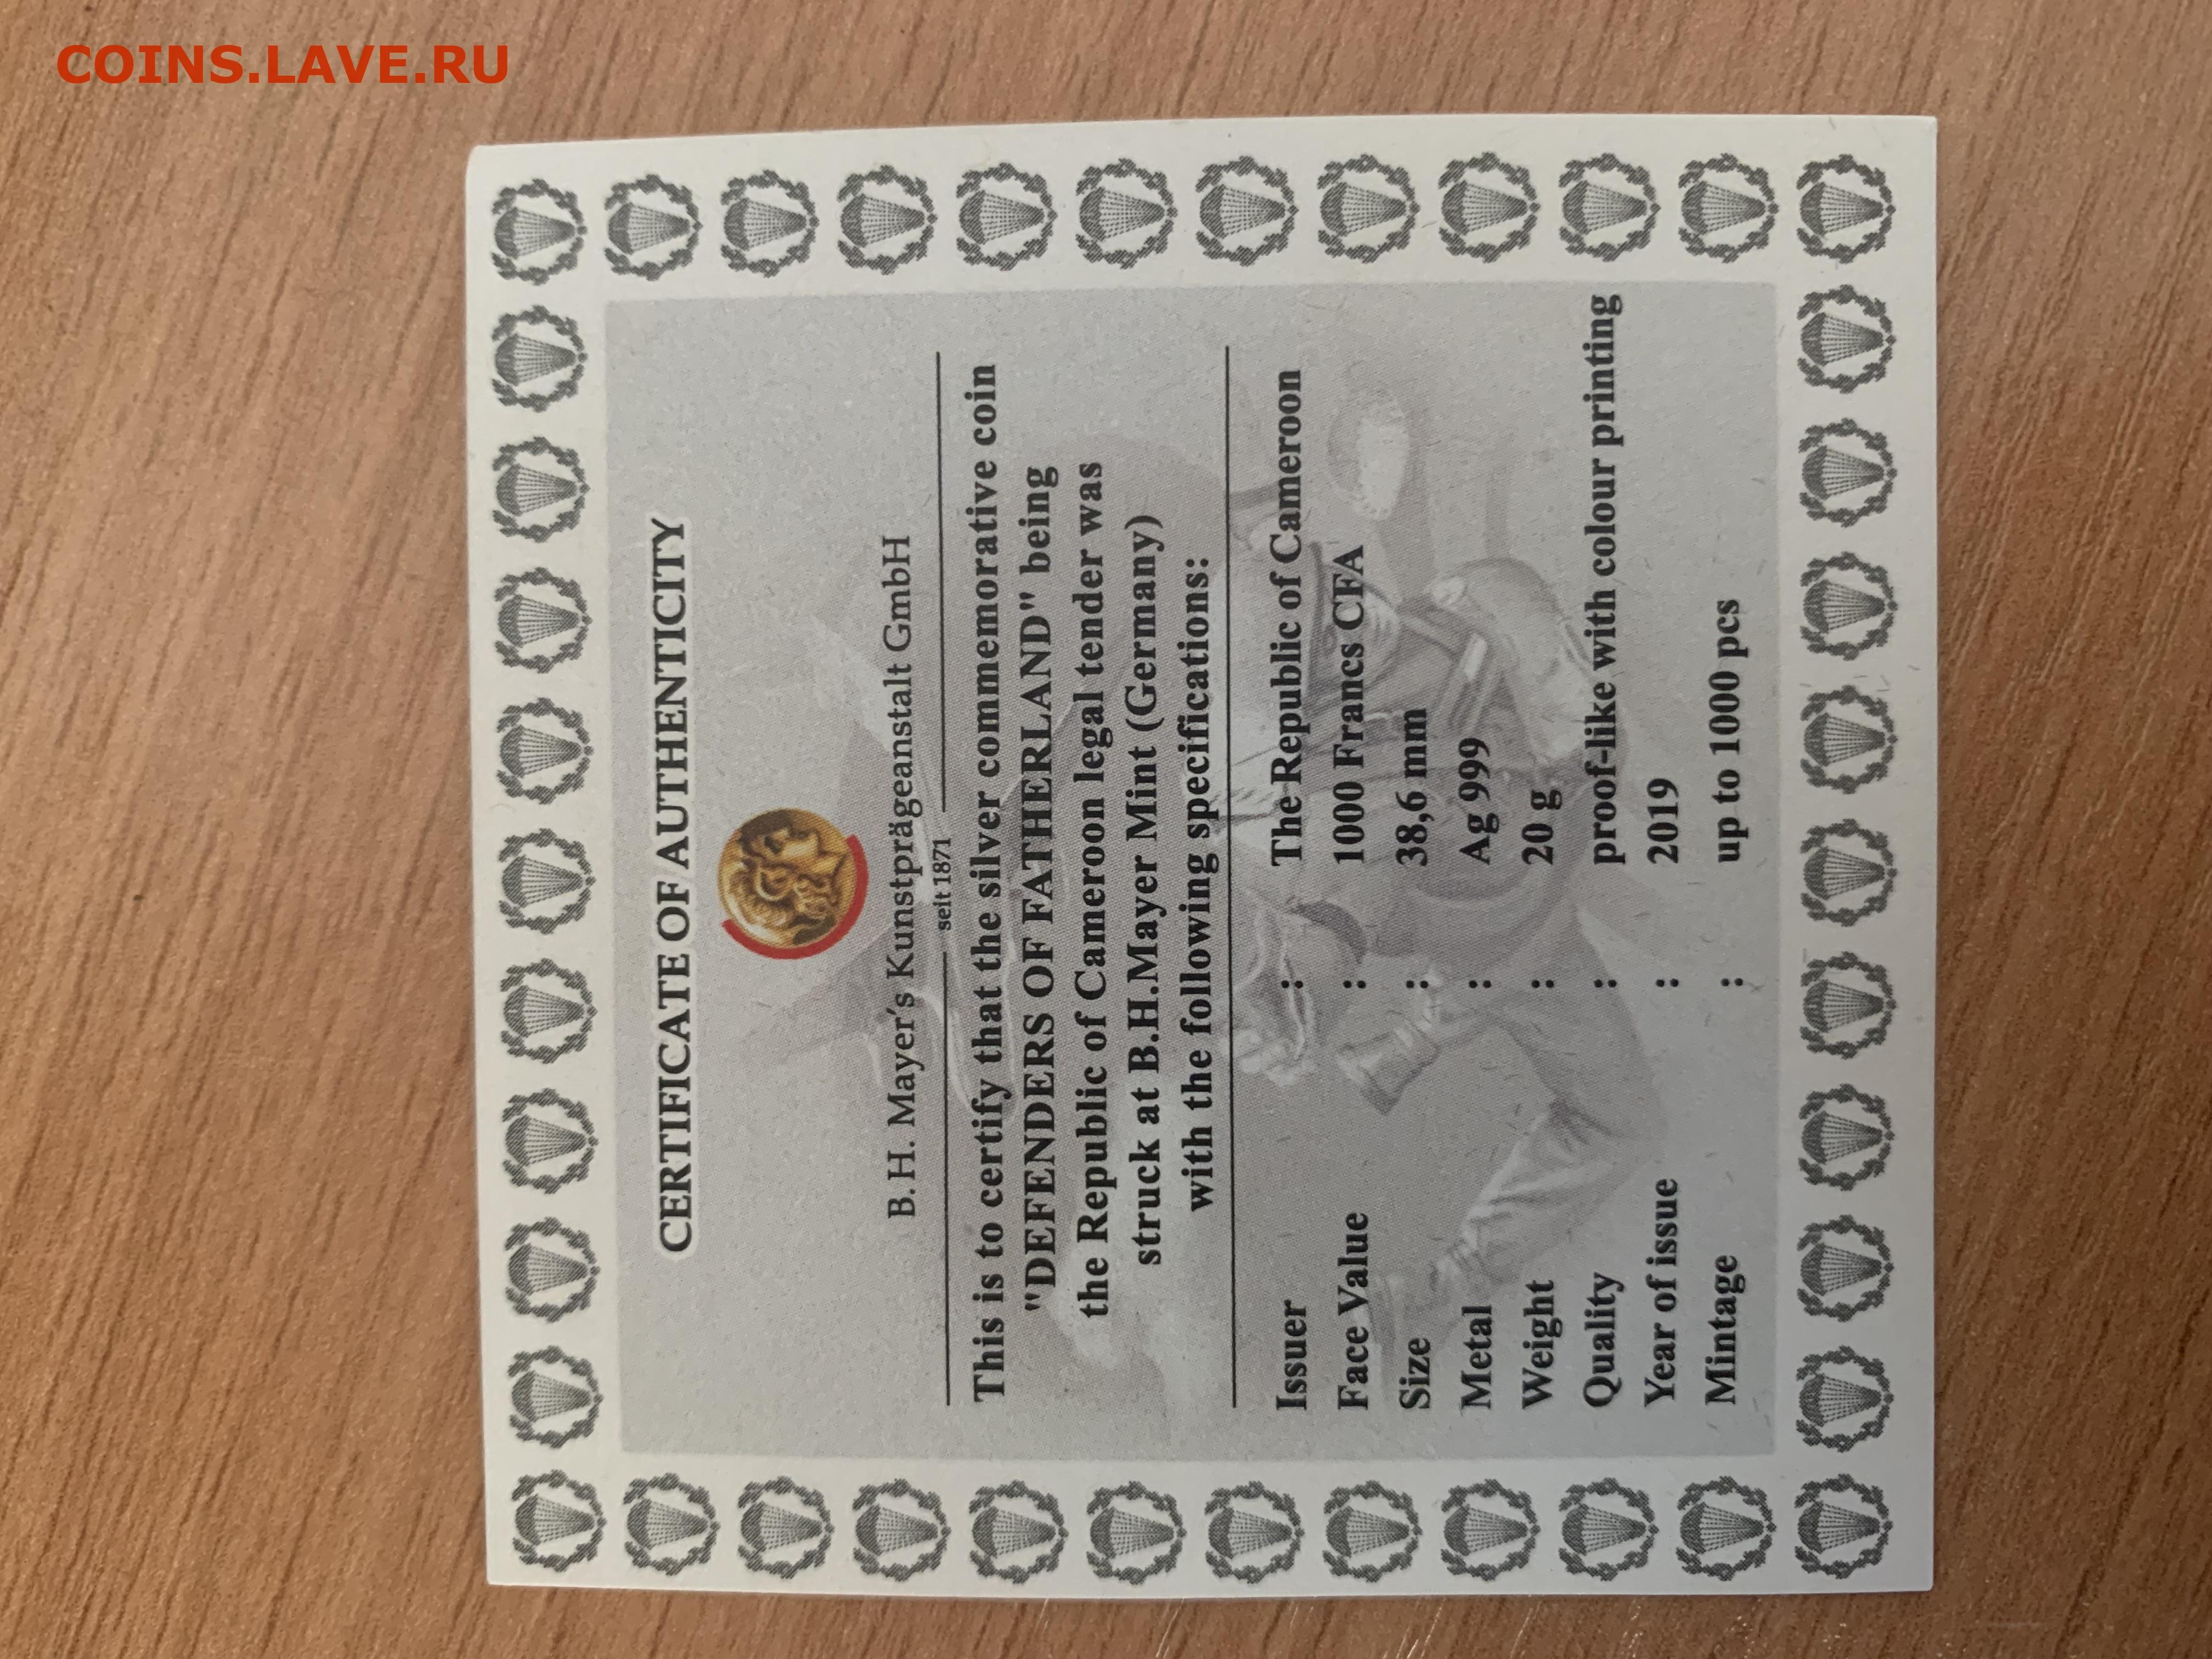 COINS.LAVE.RU
CERTIFICATE OF AUTHENTICITY
B. H. Mayer's Kunstprägeanstalt GmbH
seit 1871
This is to certify that the silver commemorative coin
"DEFENDERS OF FATHERLAND" being
the Republic of Cameroon legal tender was
struck at B.H.Mayer Mint (Germany)
with the following specifications:
Issuer : The Republic of Cameroon
Face Value : 1000 Francs CFA
Size : 38,6 mm
Metal : Ag 999
Weight : 20 g
Quality : proof-like with colour printing
Year of issue : 2019
Mintage : up to 1000 pcs